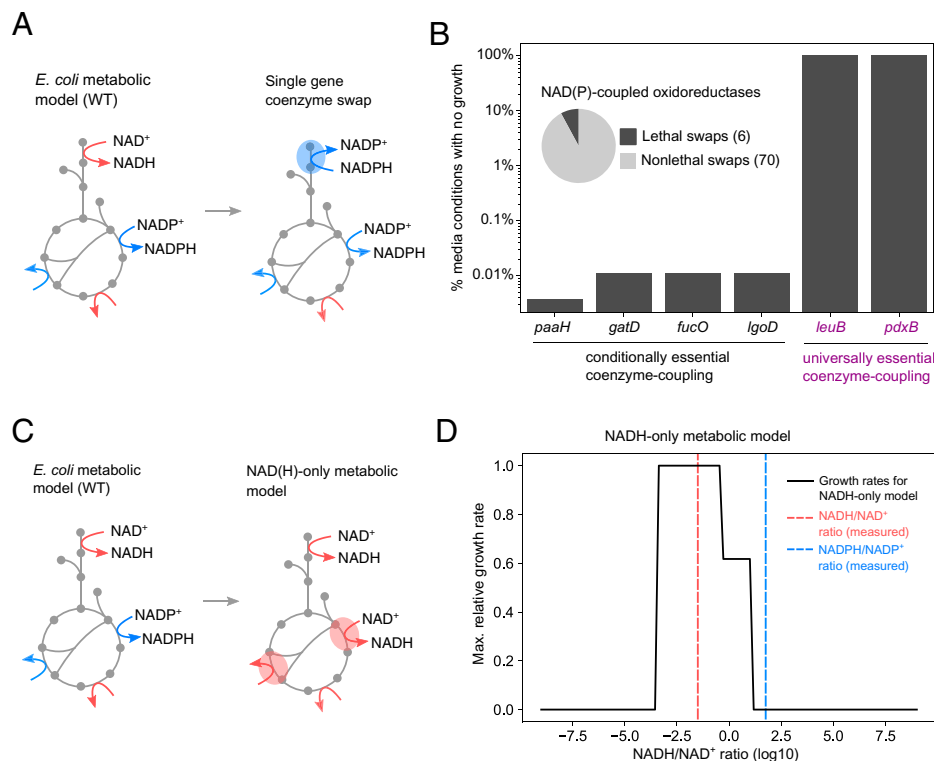 A
E. coli metabolic
model (WT)
NAD+
NADH
NADP+
NADPH
Single gene
coenzyme swap
NADP+
NADPH
NADP+
NADPH
B
% media conditions with no growth
100%
10%
1%
0.1%
0.01%
NAD(P)-coupled oxidoreductases
Lethal swaps (6)
Nonlethal swaps (70)
paaH
gatD
fucO
lgoD
leuB
pdxB
conditionally essential
coenzyme-coupling
universally essential
coenzyme-coupling
C
E. coli metabolic
model (WT)
NAD+
NADH
NADP+
NADPH
NAD(H)-only metabolic
model
NAD+
NADH
NAD+
NADH
D
NADH-only metabolic model
Max. relative growth rate
1.0
0.8
0.6
0.4
0.2
0.0
Growth rates for
NADH-only model
NADH/NAD+
ratio (measured)
NADPH/NADP+
ratio (measured)
-7.5
-5.0
-2.5
0.0
2.5
5.0
7.5
NADH/NAD+ ratio (log10)